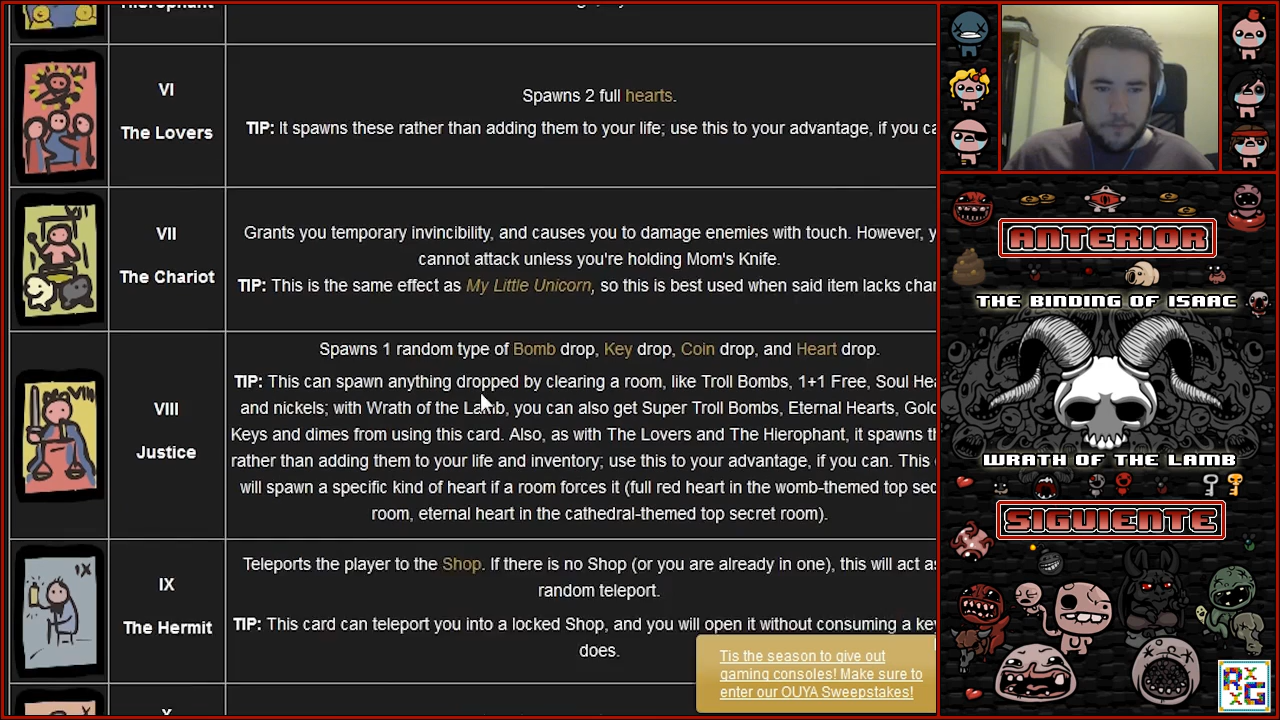 VI
The Lovers
Spawns 2 full hearts.
TIP: It spawns these rather than adding them to your life; use this to your advantage, if you ca
VII
The Chariot
Grants you temporary invincibility, and causes you to damage enemies with touch. However, y
cannot attack unless you're holding Mom's Knife.
TIP: This is the same effect as My Little Unicorn, so this is best used when said item lacks char
VIII
Justice
Spawns 1 random type of Bomb drop, Key drop, Coin drop, and Heart drop.
TIP: This can spawn anything dropped by clearing a room, like Troll Bombs, 1+1 Free, Soul Hea
and nickels; with Wrath of the Lamb, you can also get Super Troll Bombs, Eternal Hearts, Gold
Keys and dimes from using this card. Also, as with The Lovers and The Hierophant, it spawns th
rather than adding them to your life and inventory; use this to your advantage, if you can. This
will spawn a specific kind of heart if a room forces it (full red heart in the womb-themed top sec
room, eternal heart in the cathedral-themed top secret room).
IX
IX
The Hermit
Teleports the player to the Shop. If there is no Shop (or you are already in one), this will act as
random teleport.
TIP: This card can teleport you into a locked Shop, and you will open it without consuming a key
does.
X
Tis the season to give out
gaming consoles! Make sure to
enter our OUYA Sweepstakes!
ANTERIOR
THE BINDING OF ISAAC
WRATH OF THE LAMB
SIGUIENTE
RX
XG